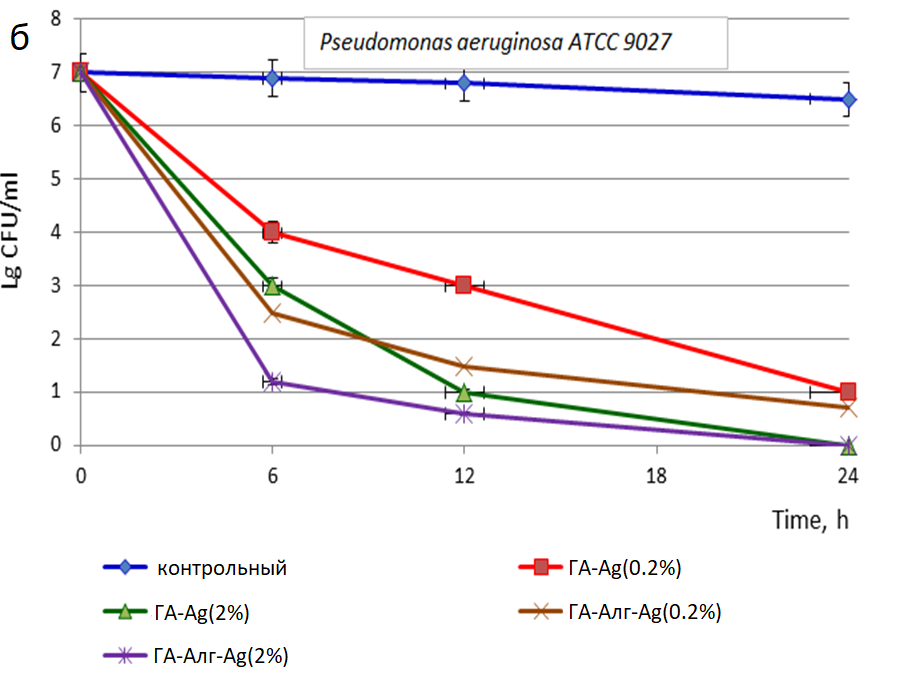 б
Pseudomonas aeruginosa ATCC 9027
8
7
6
5
4
3
2
1
0
Lg CFU/ml
0 6 12 18 24
Time, h
контрольный
ГА-Ag(0.2%)
ГА-Ag(2%)
ГА-Алг-Ag(0.2%)
ГА-Алг-Ag(2%)